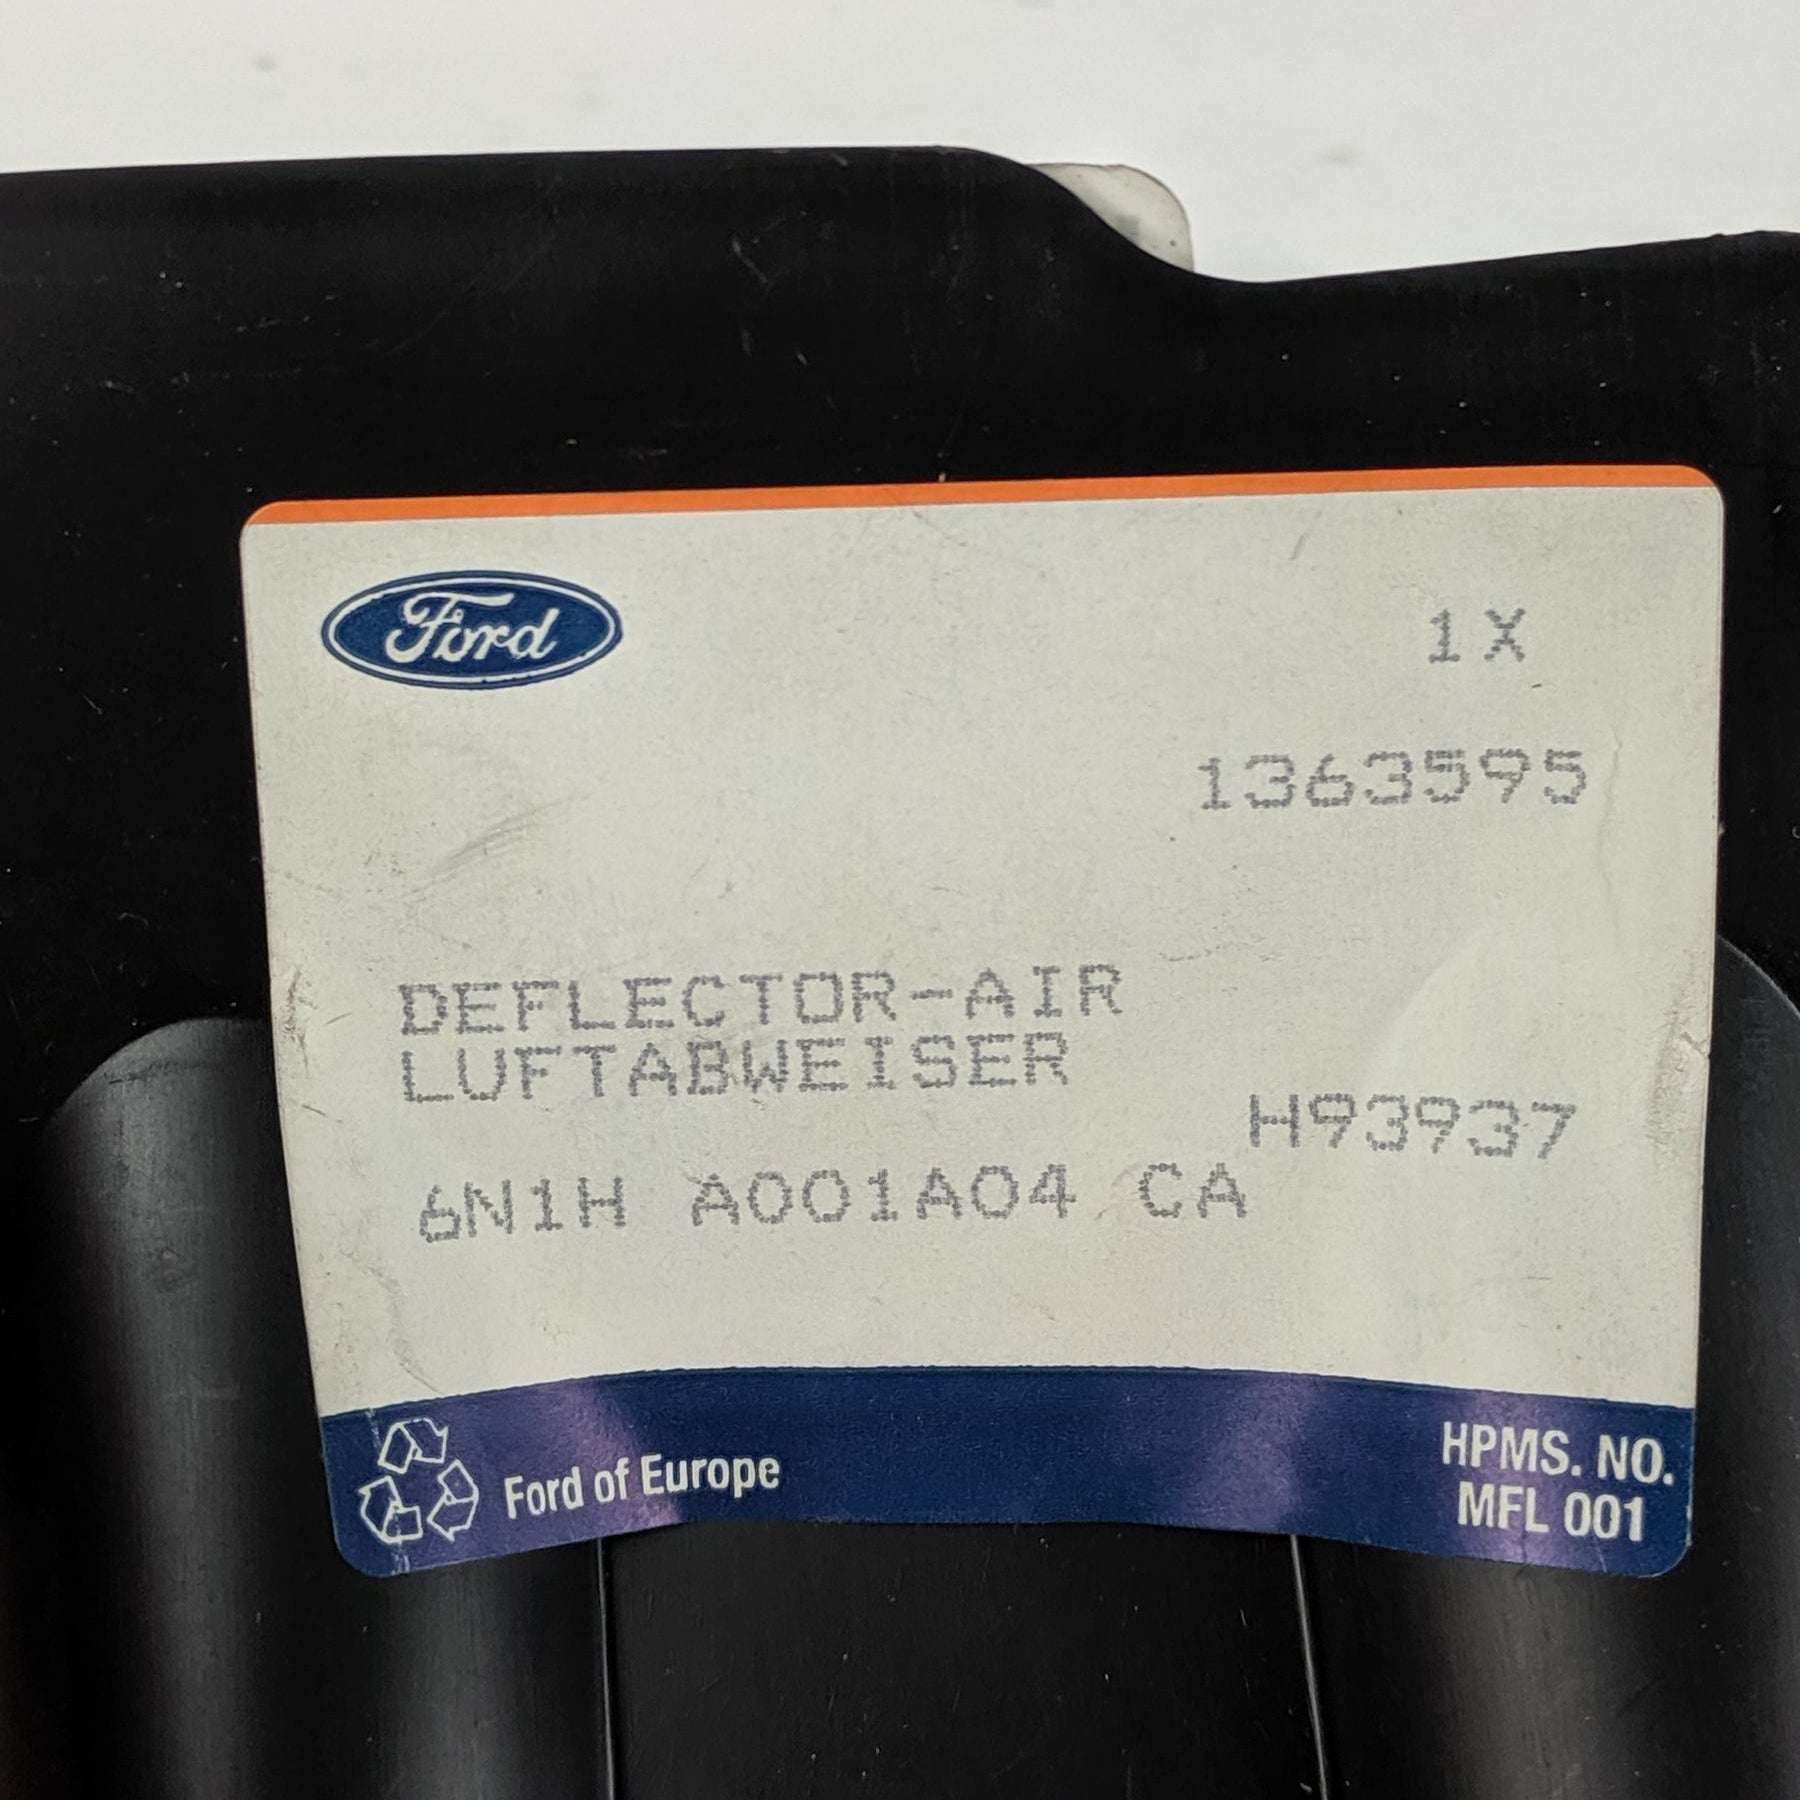 Ford
1X
1363595
DEFLECTOR-AIR
LUFTABWEISER
H93937
6N1H A001A04 CA
Ford of Europe
HPMS. NO.
MFL 001